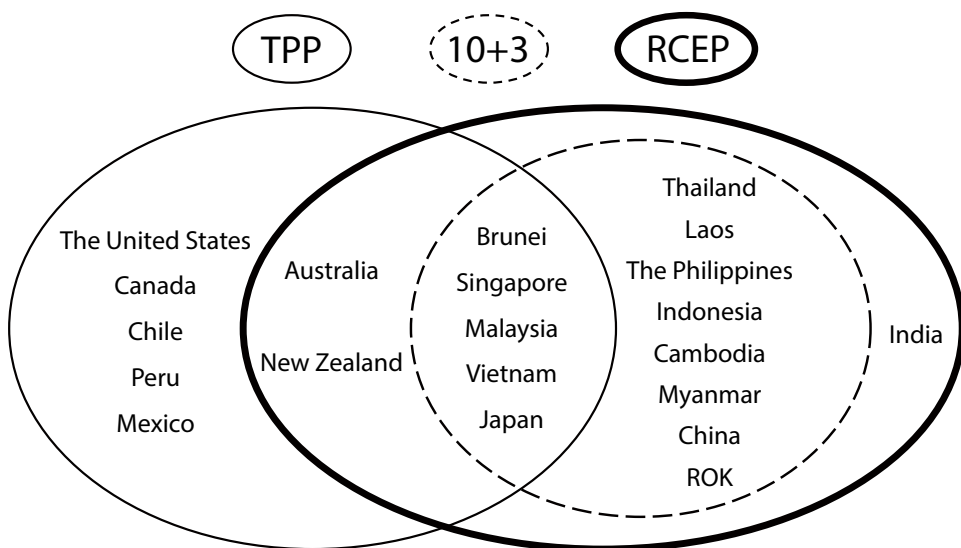 TPP
10+3
RCEP
The United States
Canada
Chile
Peru
Mexico
Australia
New Zealand
Brunei
Singapore
Malaysia
Vietnam
Japan
Thailand
Laos
The Philippines
Indonesia
Cambodia
Myanmar
China
ROK
India